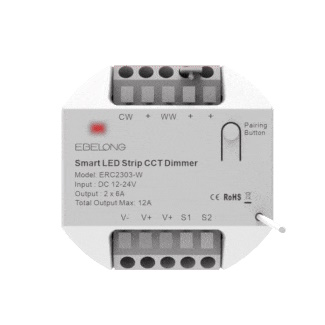 CW + WW + +
Pairing
Button
EBELONG
Smart LED Strip CCT Dimmer
Model: ERC2303-W
Input : DC 12-24V
Output : 2 x 6A
Total Output Max: 12A
CE RoHS
V- V+ V+ S1 S2